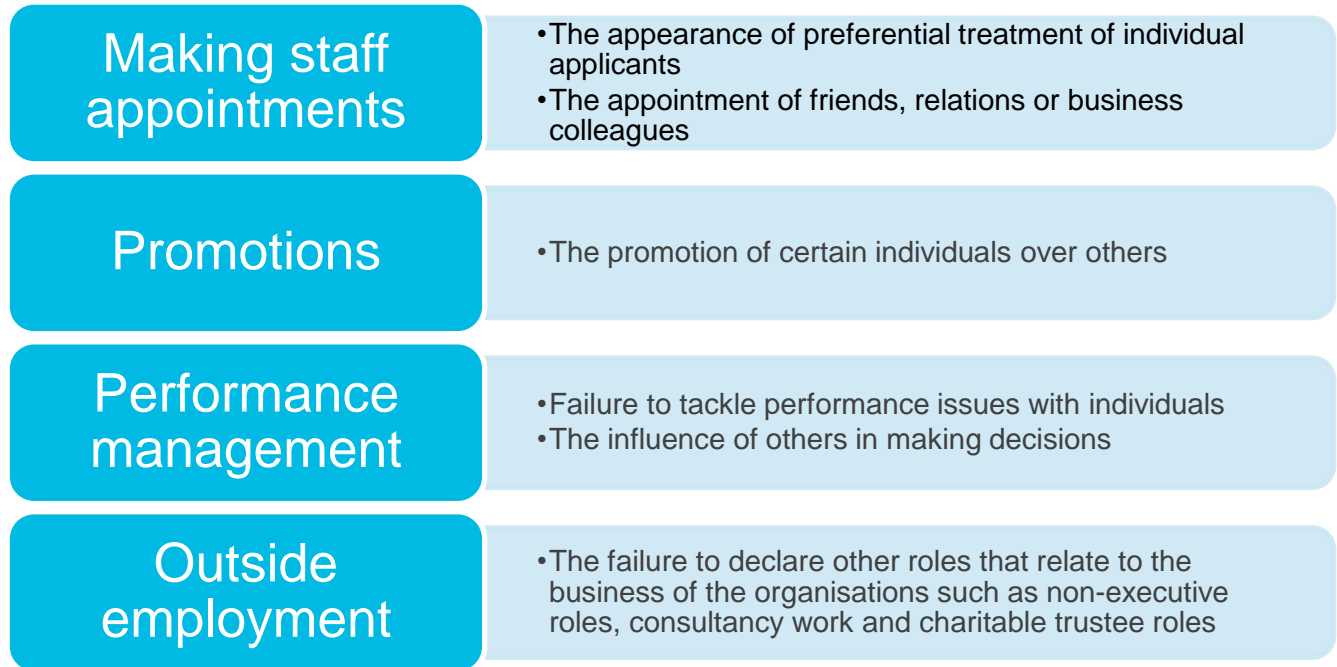 Making staff
appointments
•The appearance of preferential treatment of individual
applicants
•The appointment of friends, relations or business
colleagues
Promotions
•The promotion of certain individuals over others
Performance
management
•Failure to tackle performance issues with individuals
•The influence of others in making decisions
Outside
employment
•The failure to declare other roles that relate to the
business of the organisations such as non-executive
roles, consultancy work and charitable trustee roles